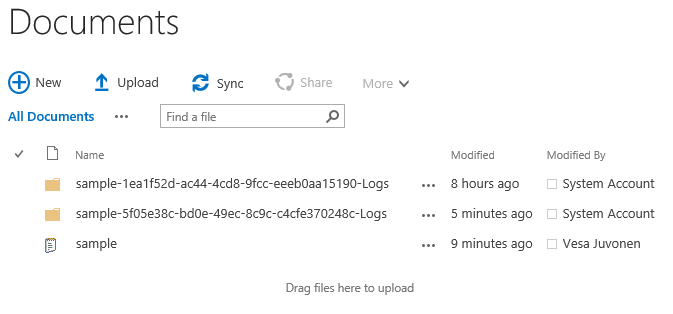 Documents
New Upload Sync Share More
All Documents ••• Find a file
Name Modified Modified By
sample-1ea1f52d-ac44-4cd8-9fcc-eeeb0aa15190-Logs ••• 8 hours ago System Account
sample-5f05e38c-bd0e-49ec-8c9c-c4cfe370248c-Logs ••• 5 minutes ago System Account
sample ••• 9 minutes ago Vesa Juvonen
Drag files here to upload